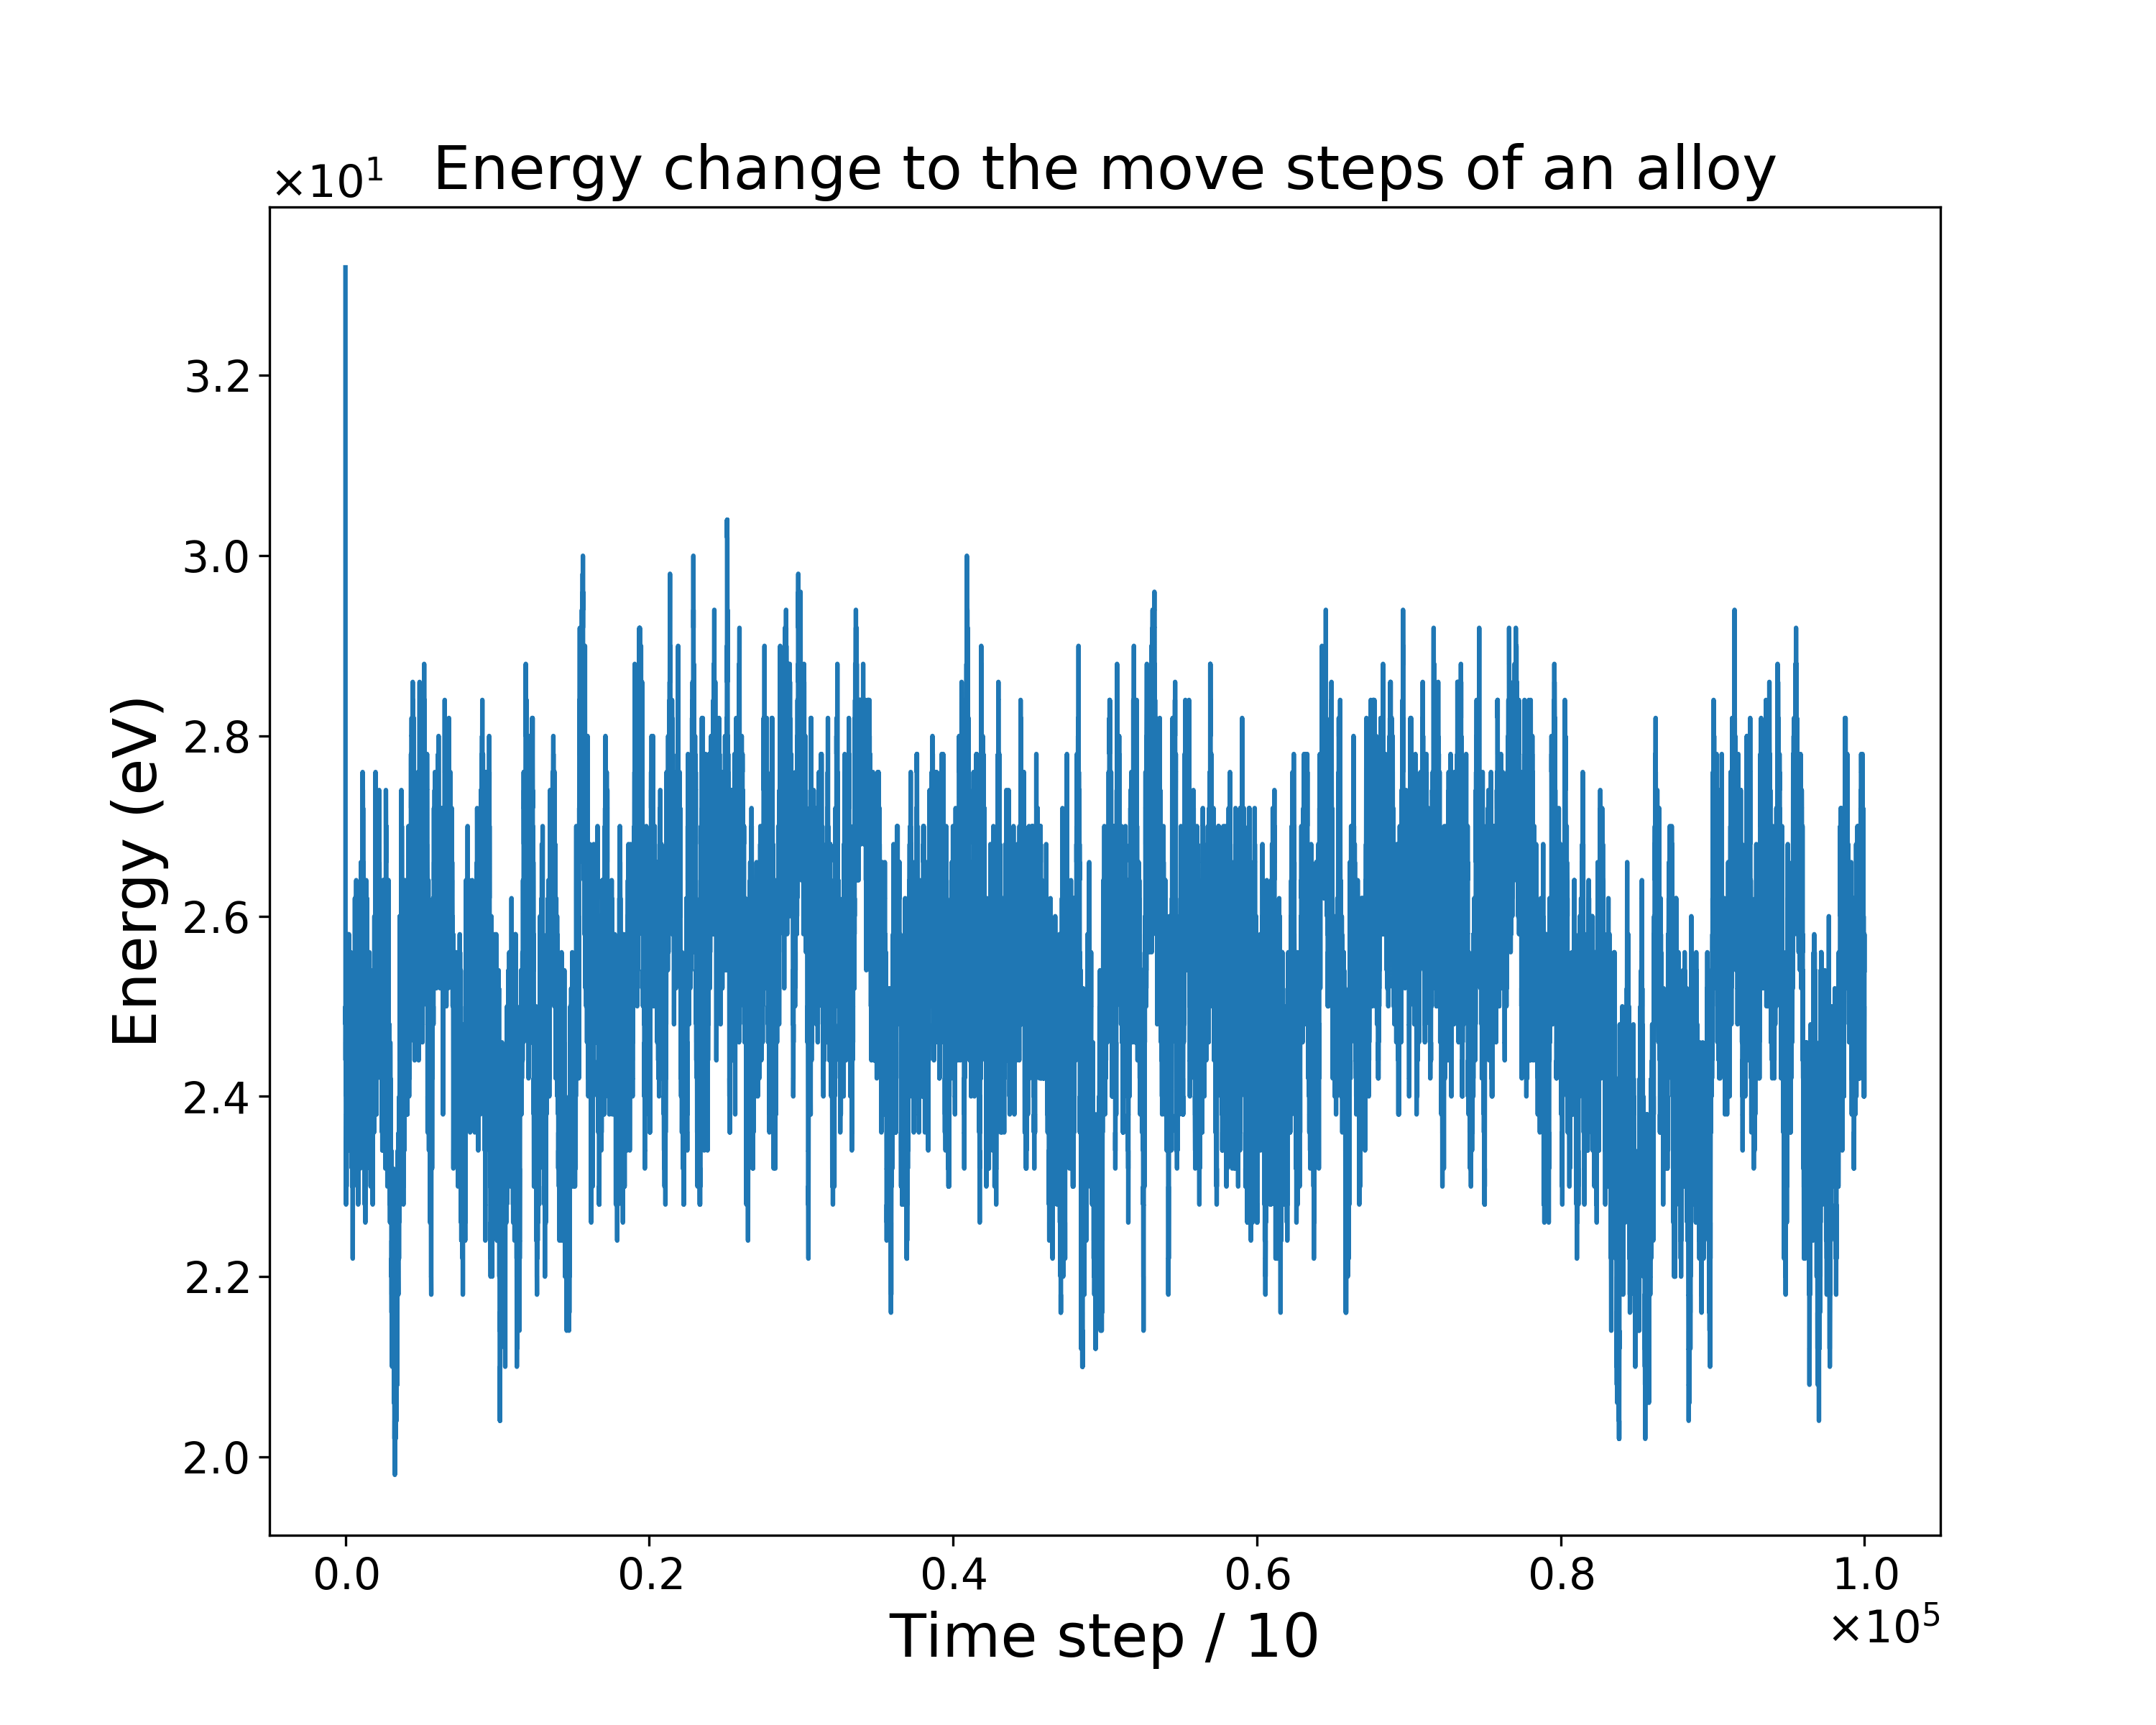 ×10¹
Energy change to the move steps of an alloy
3.2
3.0
2.8
2.6
2.4
2.2
2.0
Energy (eV)
0.0 0.2 0.4 0.6 0.8 1.0
Time step / 10
×10⁵